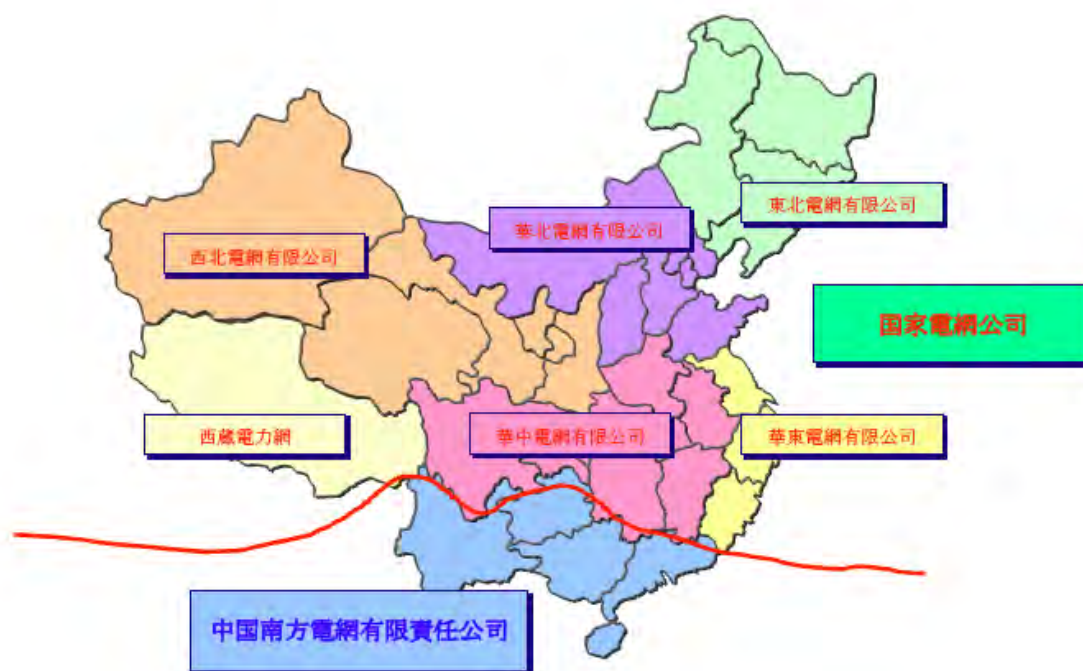 東北電網有限公司
華北電網有限公司
西北電網有限公司
国家電網公司
西蔵電力網
華中電網有限公司
華東電網有限公司
中国南方電網有限責任公司